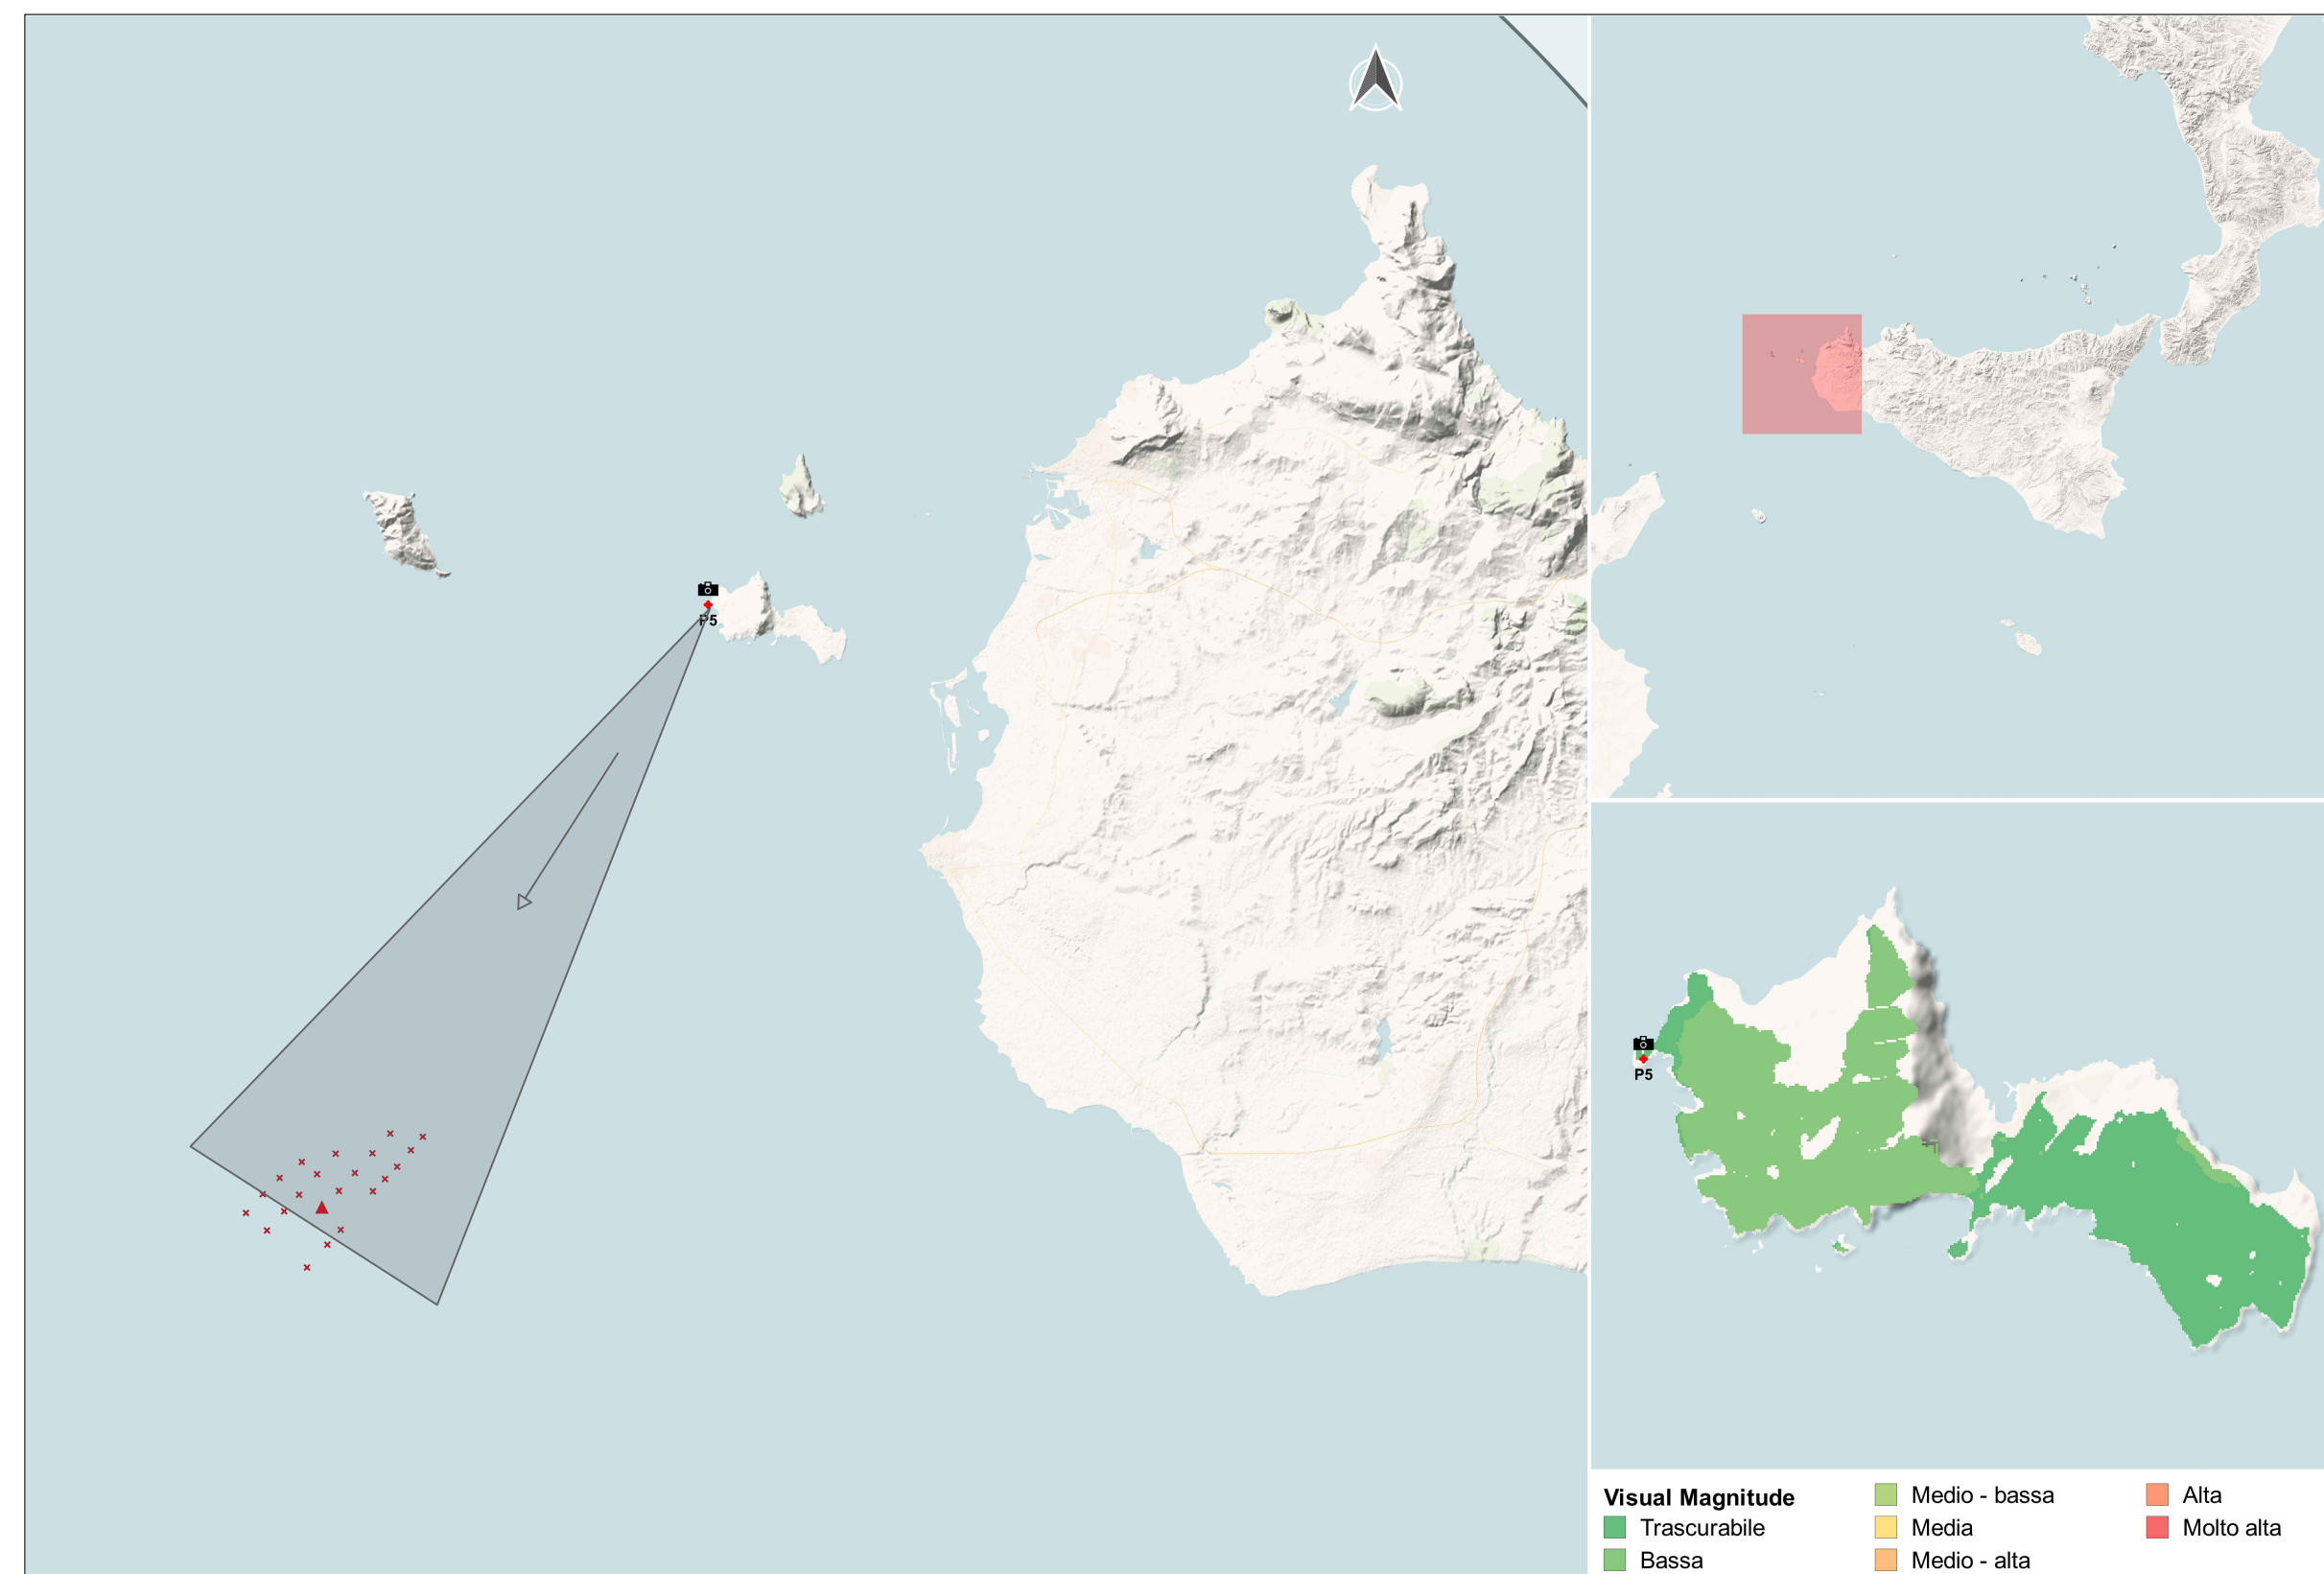 P5
P5
Visual Magnitude
Trascurabile
Bassa
Medio - bassa
Media
Medio - alta
Alta
Molto alta